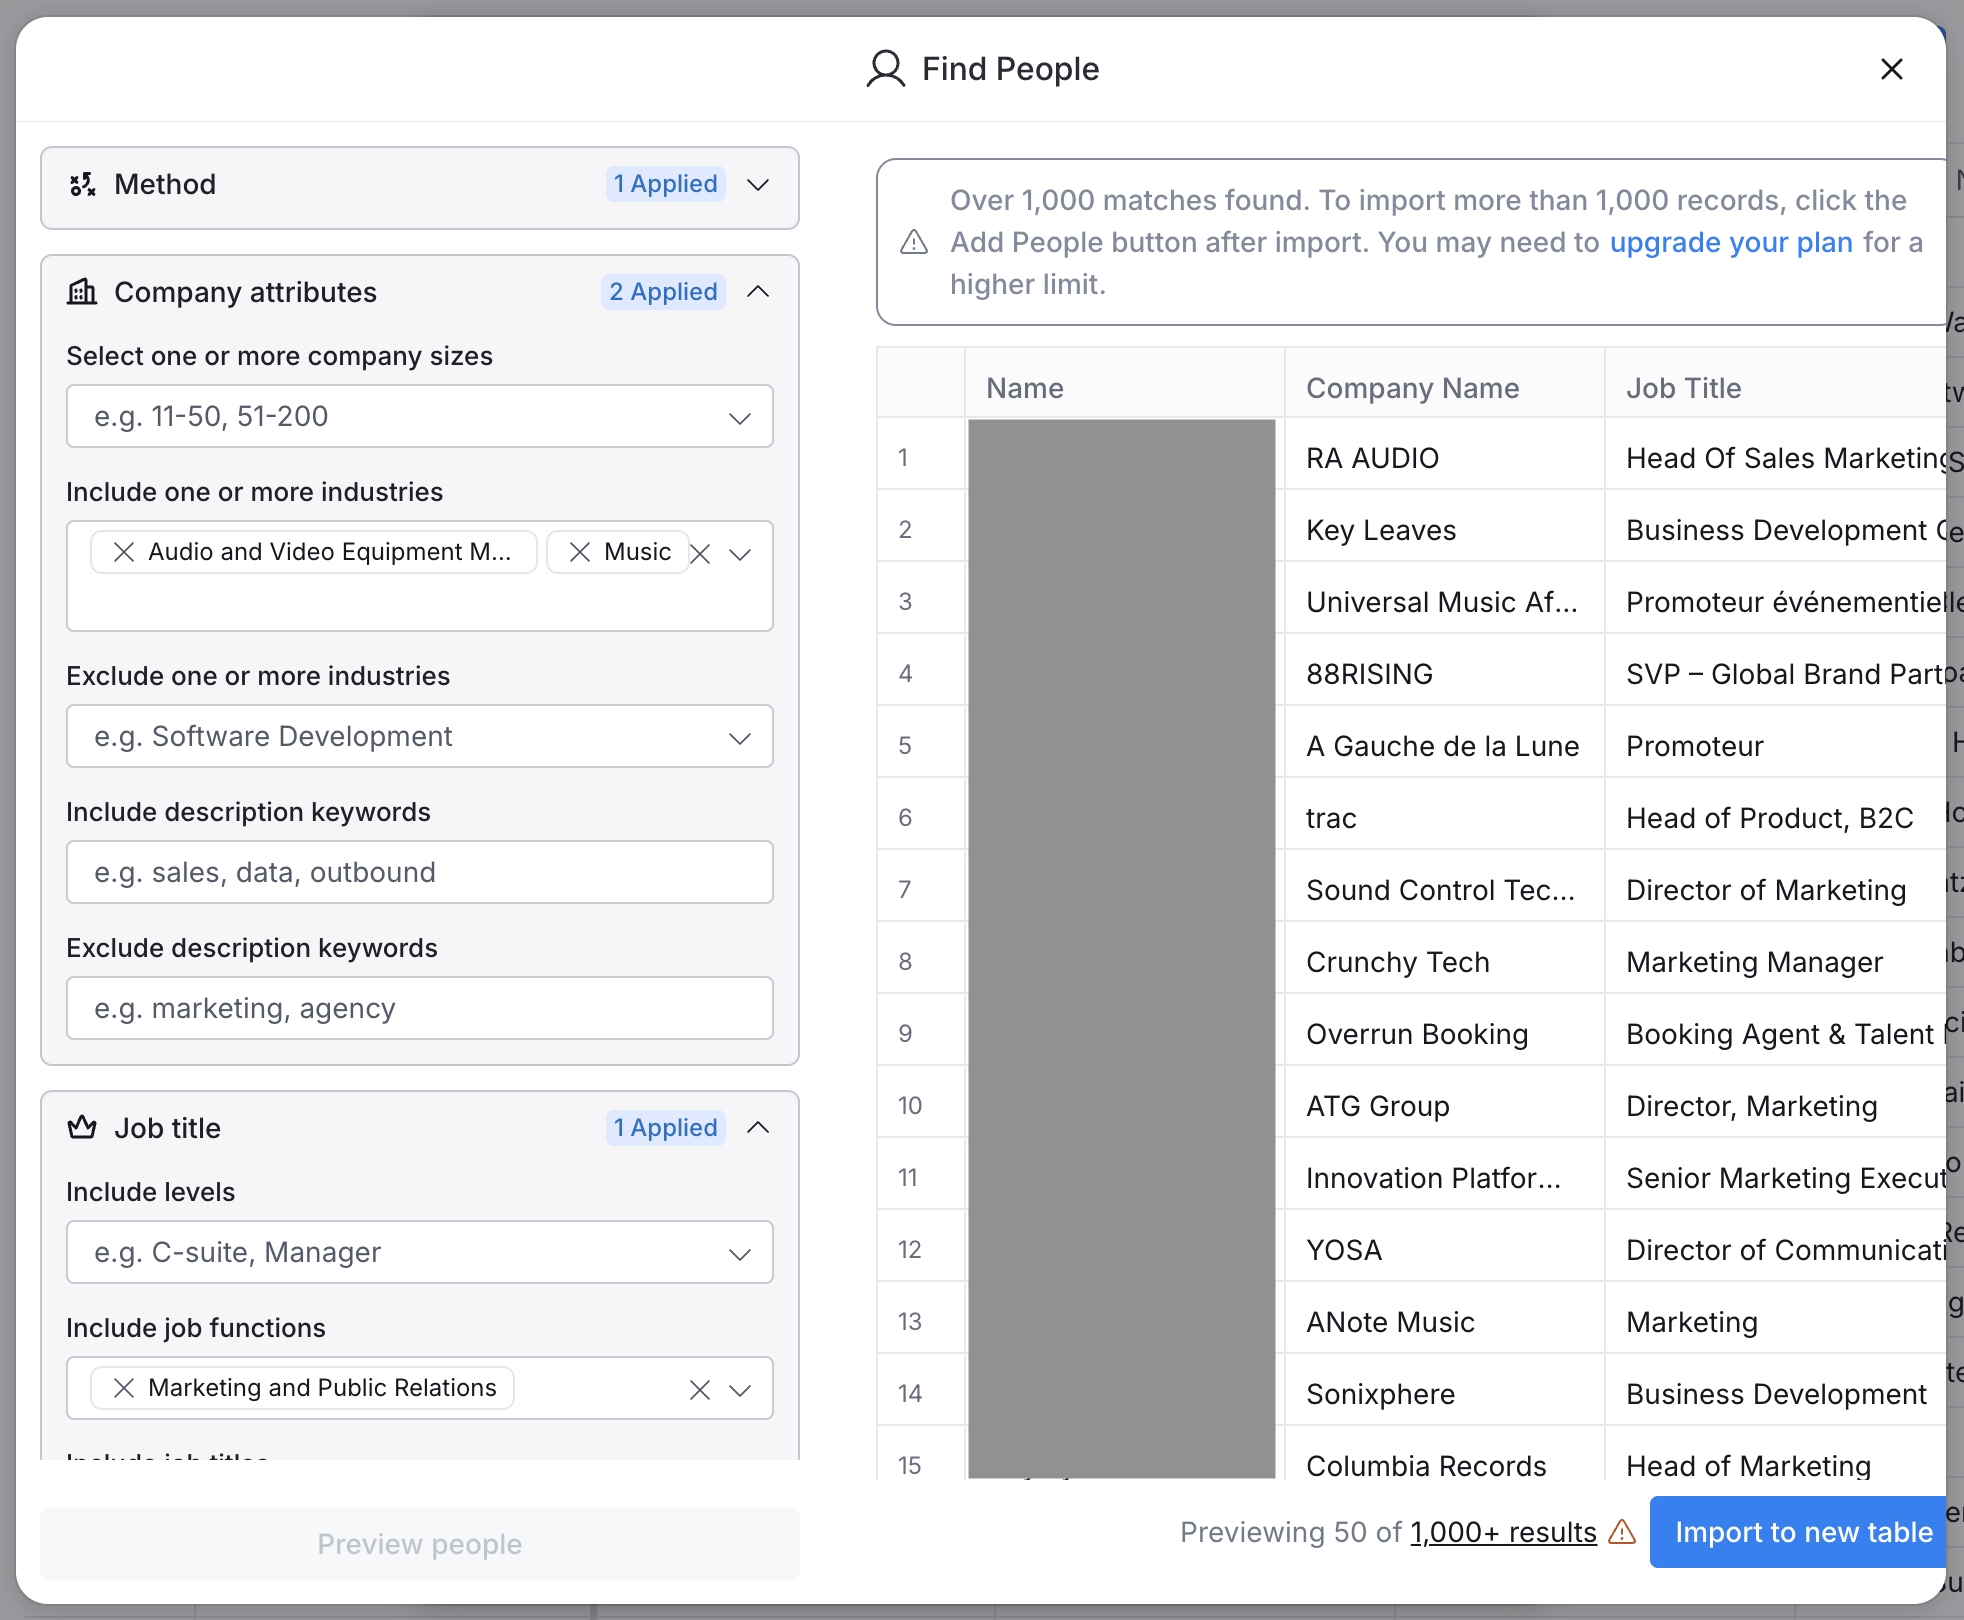 Find People
Method
1 Applied
Company attributes
2 Applied
Select one or more company sizes
e.g. 11-50, 51-200
Include one or more industries
Audio and Video Equipment M...
Music
Exclude one or more industries
e.g. Software Development
Include description keywords
e.g. sales, data, outbound
Exclude description keywords
e.g. marketing, agency
Job title
1 Applied
Include levels
e.g. C-suite, Manager
Include job functions
Marketing and Public Relations
Include job titles
Preview people
Over 1,000 matches found. To import more than 1,000 records, click the
Add People button after import. You may need to upgrade your plan for a
higher limit.
Name Company Name Job Title
1 RA AUDIO Head Of Sales Marketing
2 Key Leaves Business Development
3 Universal Music Af... Promoteur événementiel
4 88RISING SVP – Global Brand Part
5 A Gauche de la Lune Promoteur
6 trac Head of Product, B2C
7 Sound Control Tec... Director of Marketing
8 Crunchy Tech Marketing Manager
9 Overrun Booking Booking Agent & Talent
10 ATG Group Director, Marketing
11 Innovation Platfor... Senior Marketing Execut
12 YOSA Director of Communicati
13 ANote Music Marketing
14 Sonixphere Business Development
15 Columbia Records Head of Marketing
Previewing 50 of 1,000+ results
Import to new table